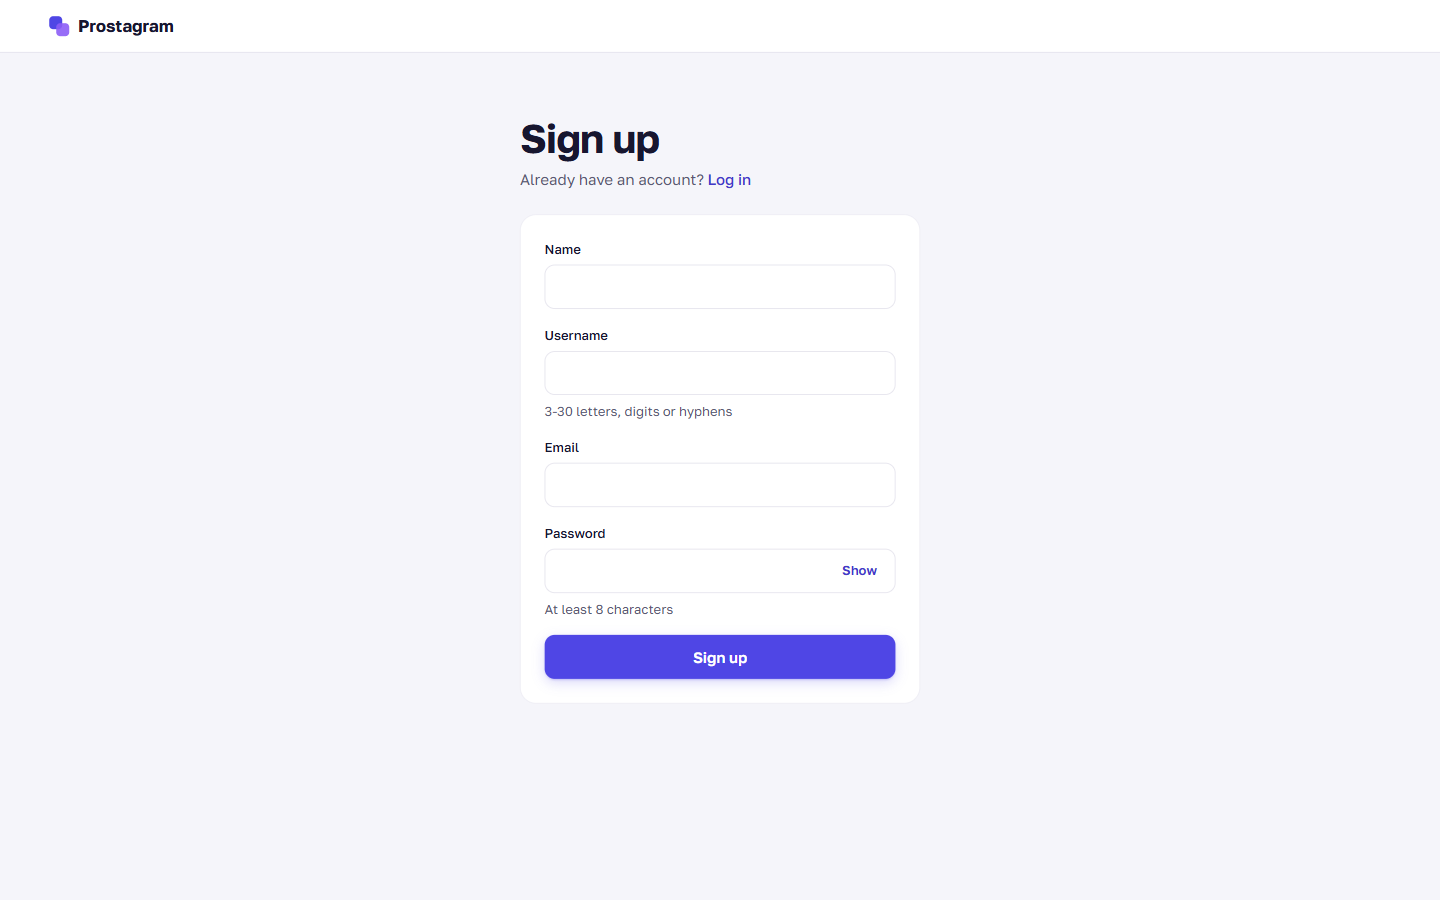 Prostagram
Sign up
Already have an account? Log in
Name
Username
3-30 letters, digits or hyphens
Email
Password
Show
At least 8 characters
Sign up